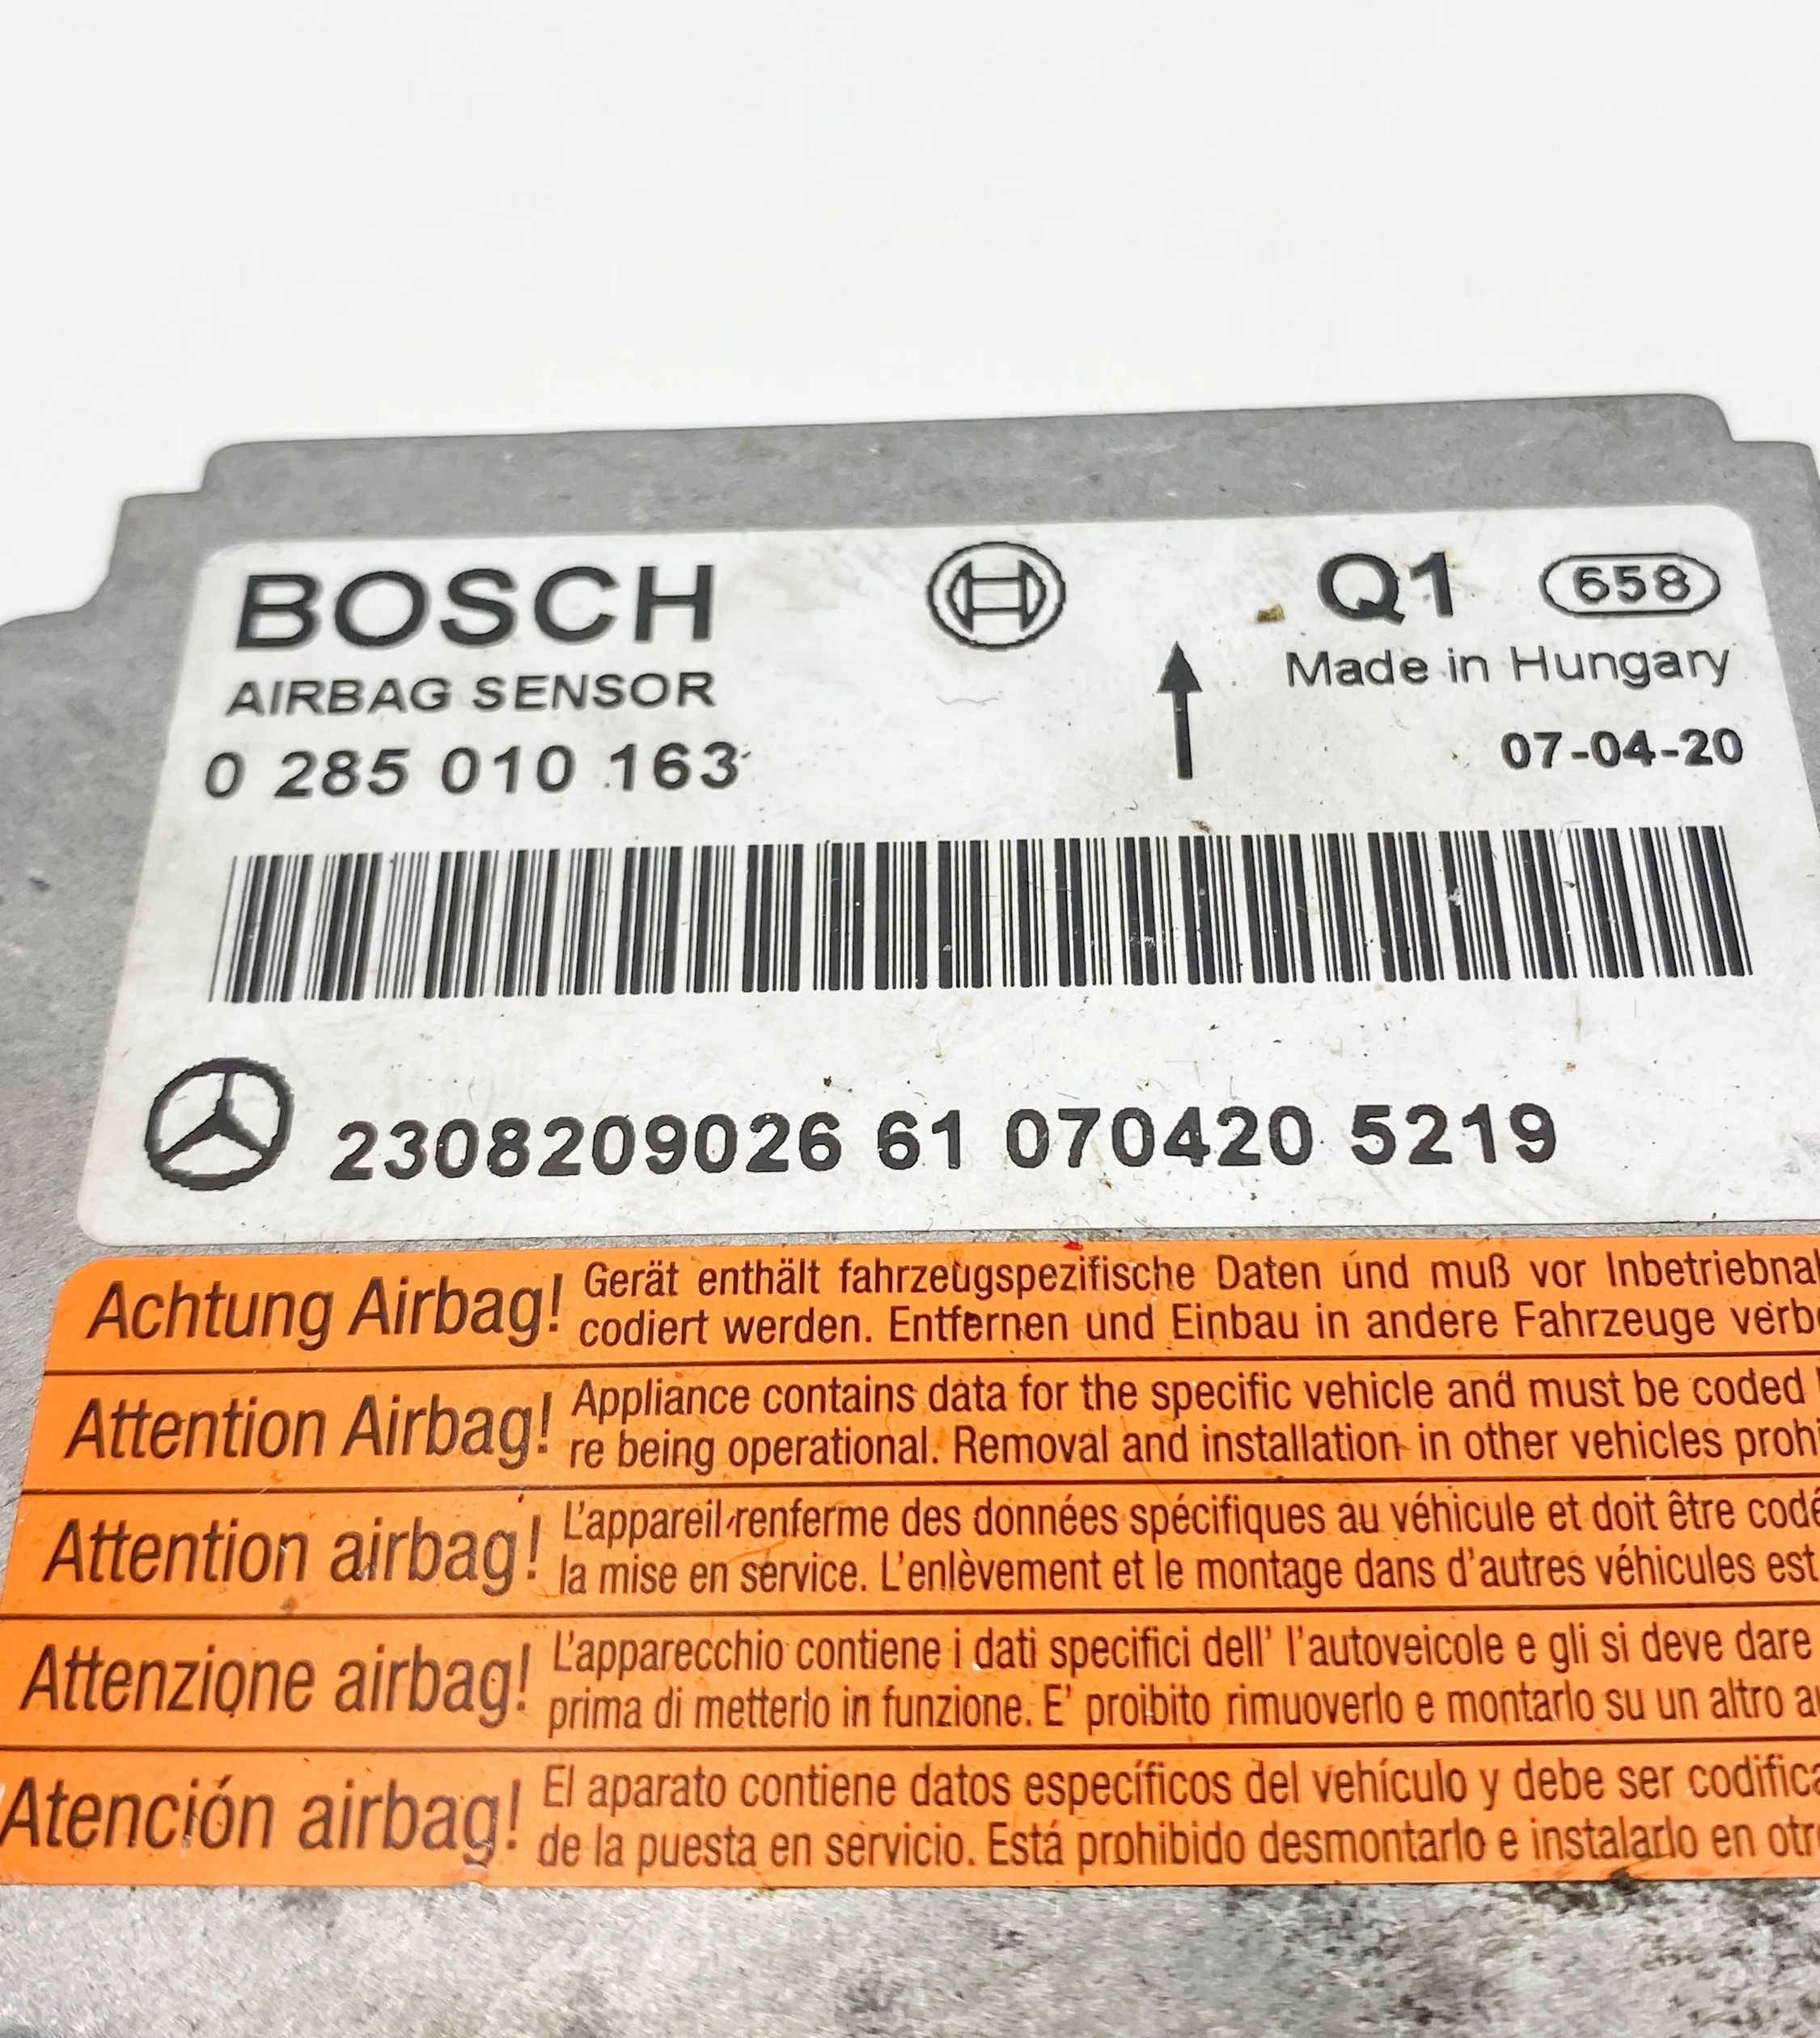 BOSCH
Q1 658
AIRBAG SENSOR
Made in Hungary
0 285 010 163
07-04-20
2308209026 61 070420 5219
Achtung Airbag!
Gerät enthält fahrzeugspezifische Daten und muß vor
codiert werden. Entfernen und Einbau in andere Fahrzeuge
Attention Airbag!
Appliance contains data for the specific vehicle and must be coded
re being operational. Removal and installation in other vehicles
Attention airbag!
L'appareil renferme des données spécifiques au véhicule et doit être
la mise en service. L'enlèvement et le montage dans d'autres véhicules est
Attenzione airbag!
L'apparecchio contiene i dati specifici dell' l'autoveicole e gli si deve dare
prima di metterlo in funzione. E' proibito rimuoverlo e montarlo su un altro
Atención airbag!
El aparato contiene datos específicos del vehículo y debe ser
de la puesta en servicio. Está prohibido desmontarlo e instalarlo en